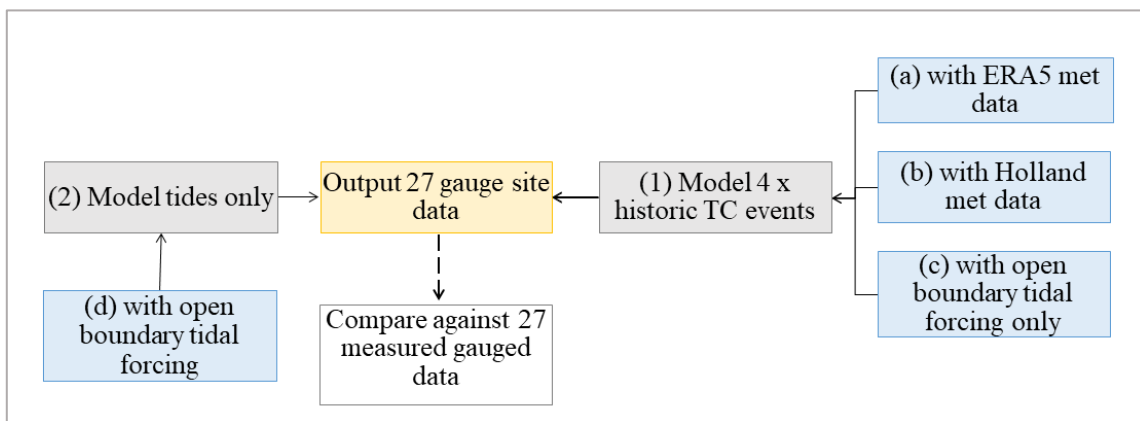 (2) Model tides only
(d) with open
boundary tidal
forcing
Output 27 gauge site
data
Compare against 27
measured gauged
data
(1) Model 4 x
historic TC events
(a) with ERA5 met
data
(b) with Holland
met data
(c) with open
boundary tidal
forcing only